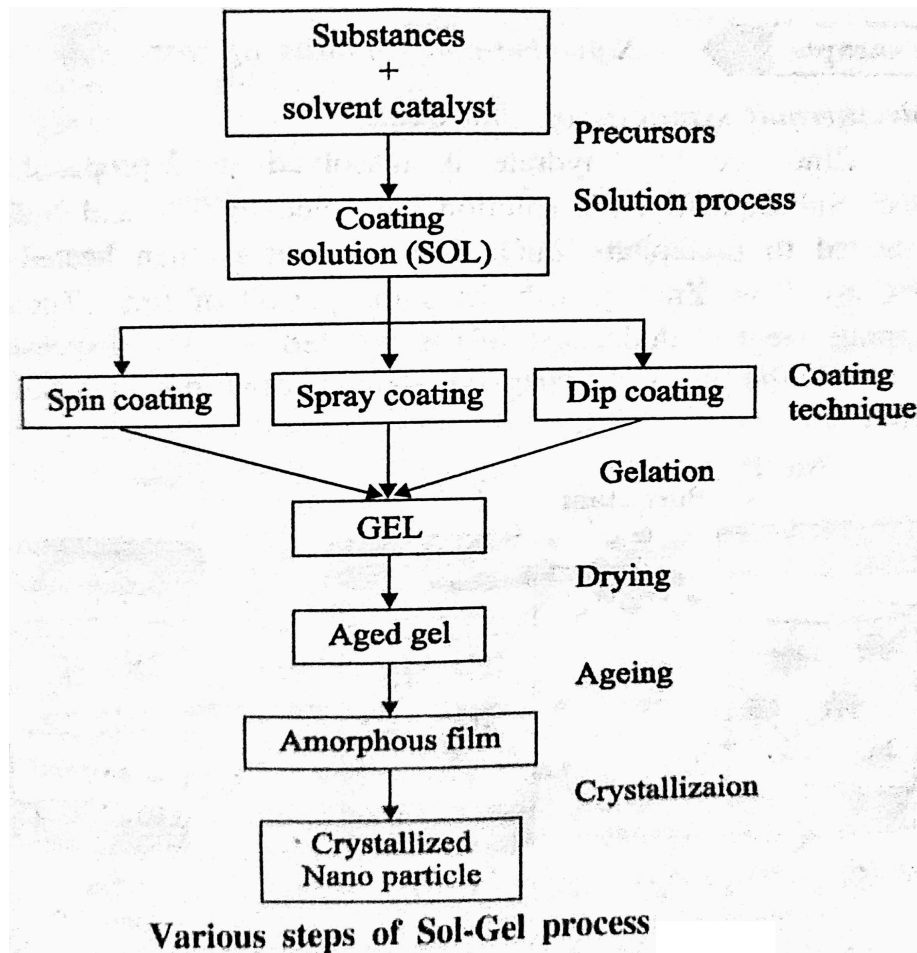 Substances
+
solvent catalyst
Precursors
Solution process
Coating
solution (SOL)
Spin coating
Spray coating
Dip coating
Coating
technique
Gelation
GEL
Drying
Aged gel
Ageing
Amorphous film
Crystallizaion
Crystallized
Nano particle
Various steps of Sol-Gel process